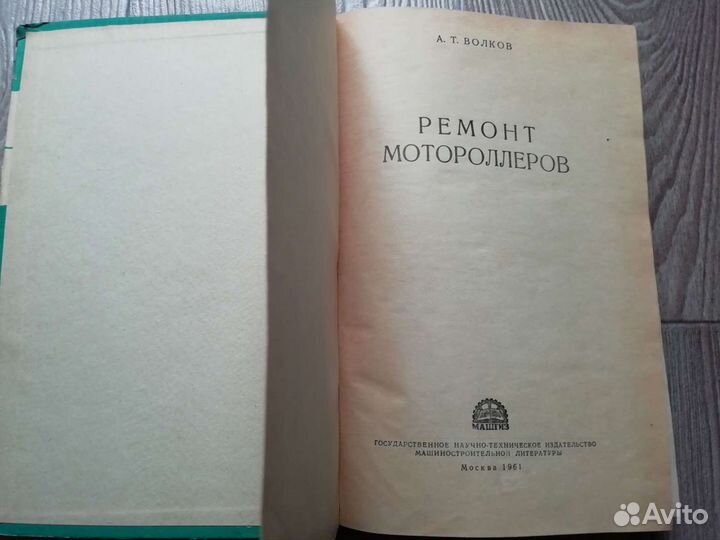 А. Т. ВОЛКОВ
РЕМОНТ
МОТОРОЛЛЕРОВ
МАШГИЗ
ГОСУДАРСТВЕННОЕ НАУЧНО-ТЕХНИЧЕСКОЕ ИЗДАТЕЛЬСТВО
МАШИНОСТРОИТЕЛЬНОЙ ЛИТЕРАТУРЫ
Москва 1961
Avito